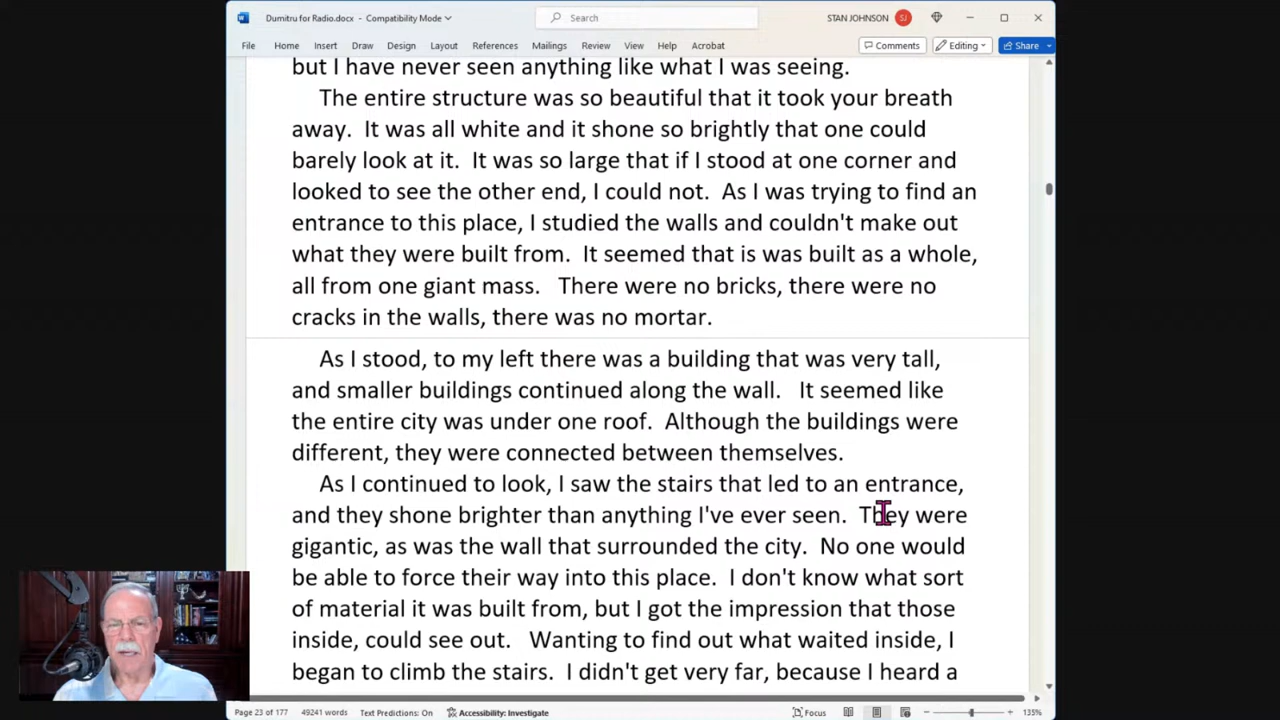 Dumitru for Radio.docx - Compatibility Mode
Search
STAN JOHNSON
SJ
File Home Insert Draw Design Layout References Mailings Review View Help Acrobat
Comments Editing Share
but I have never seen anything like what I was seeing.
The entire structure was so beautiful that it took your breath
away. It was all white and it shone so brightly that one could
barely look at it. It was so large that if I stood at one corner and
looked to see the other end, I could not. As I was trying to find an
entrance to this place, I studied the walls and couldn't make out
what they were built from. It seemed that is was built as a whole,
all from one giant mass. There were no bricks, there were no
cracks in the walls, there was no mortar.
As I stood, to my left there was a building that was very tall,
and smaller buildings continued along the wall. It seemed like
the entire city was under one roof. Although the buildings were
different, they were connected between themselves.
As I continued to look, I saw the stairs that led to an entrance,
and they shone brighter than anything I've ever seen. They were
gigantic, as was the wall that surrounded the city. No one would
be able to force their way into this place. I don't know what sort
of material it was built from, but I got the impression that those
inside, could see out. Wanting to find out what waited inside, I
began to climb the stairs. I didn't get very far, because I heard a
Page 23 of 177 49241 words Text Predictions: On Accessibility: Investigate Focus 135%